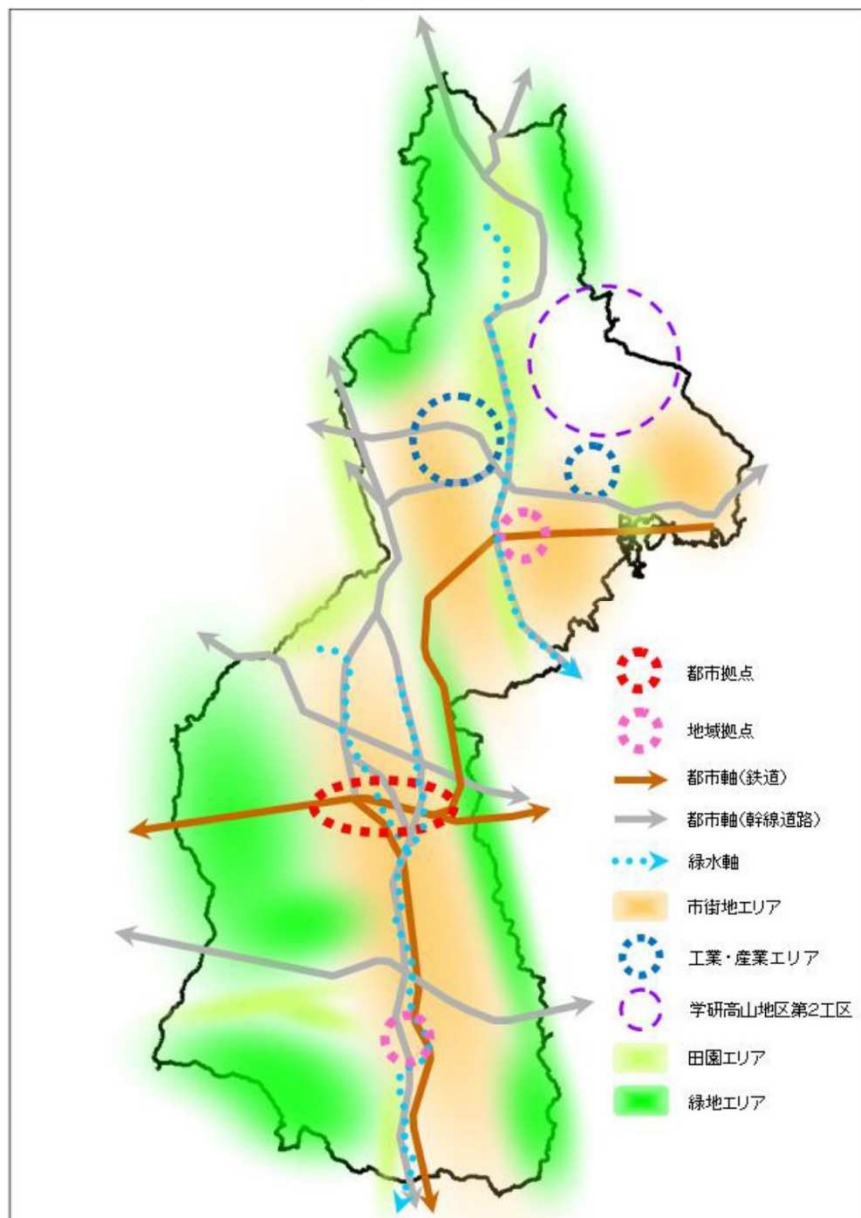 都市拠点
地域拠点
都市軸(鉄道)
都市軸(幹線道路)
緑水軸
市街地エリア
工業・産業エリア
学研高山地区第2工区
田園エリア
緑地エリア